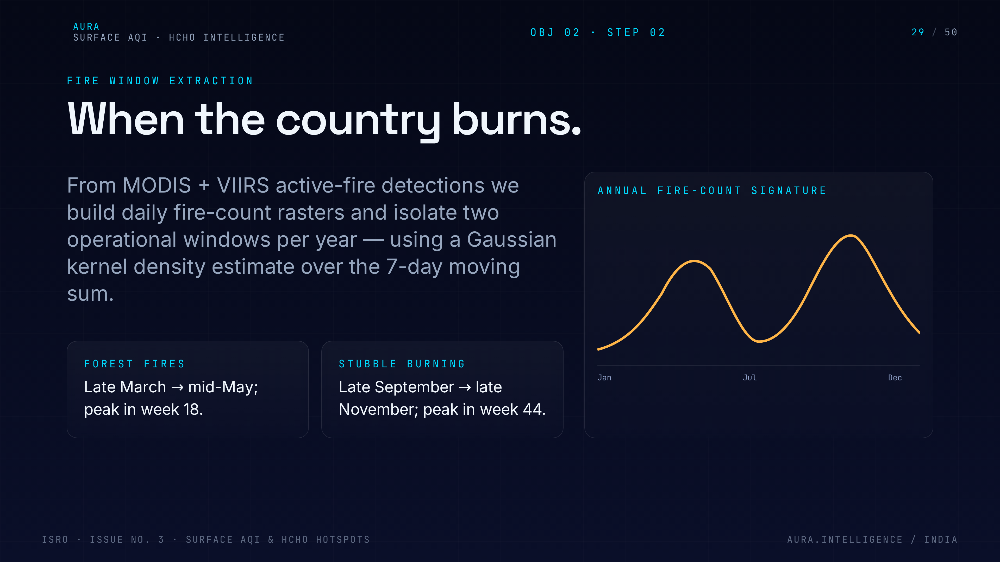 AURA
SURFACE AQI · HCHO INTELLIGENCE
OBJ 02 · STEP 02
29 / 50
FIRE WINDOW EXTRACTION
When the country burns.
From MODIS + VIIRS active-fire detections we
build daily fire-count rasters and isolate two
operational windows per year — using a Gaussian
kernel density estimate over the 7-day moving
sum.
FOREST FIRES
Late March → mid-May;
peak in week 18.
STUBBLE BURNING
Late September → late
November; peak in week 44.
ANNUAL FIRE-COUNT SIGNATURE
Jan
Jul
Dec
ISRO · ISSUE NO. 3 · SURFACE AQI & HCHO HOTSPOTS
AURA.INTELLIGENCE / INDIA